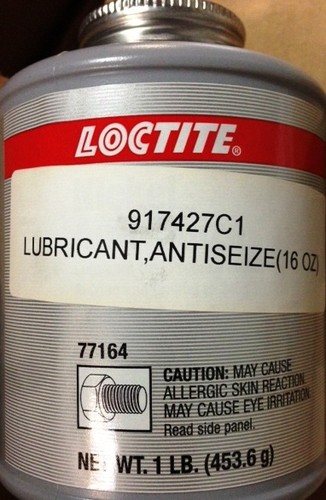 LOCTITE®
917427C1
LUBRICANT,ANTISEIZE(16 OZ)
77164
CAUTION: MAY CAUSE
ALLERGIC SKIN REACTION.
MAY CAUSE EYE IRRITATION.
Read side panel.
NET WT. 1 LB. (453.6 g)